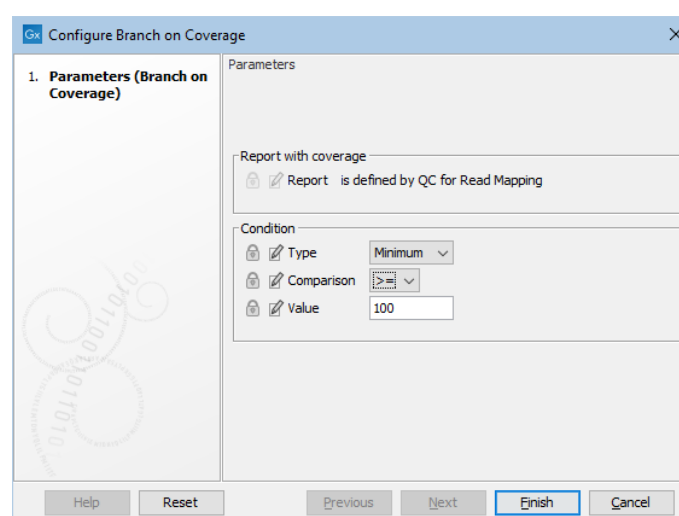 Gx Configure Branch on Coverage
1. Parameters (Branch on
Coverage)
Parameters
Report with coverage
Report is defined by QC for Read Mapping
Condition
Type Minimum
Comparison >=
Value 100
Help Reset Previous Next Finish Cancel